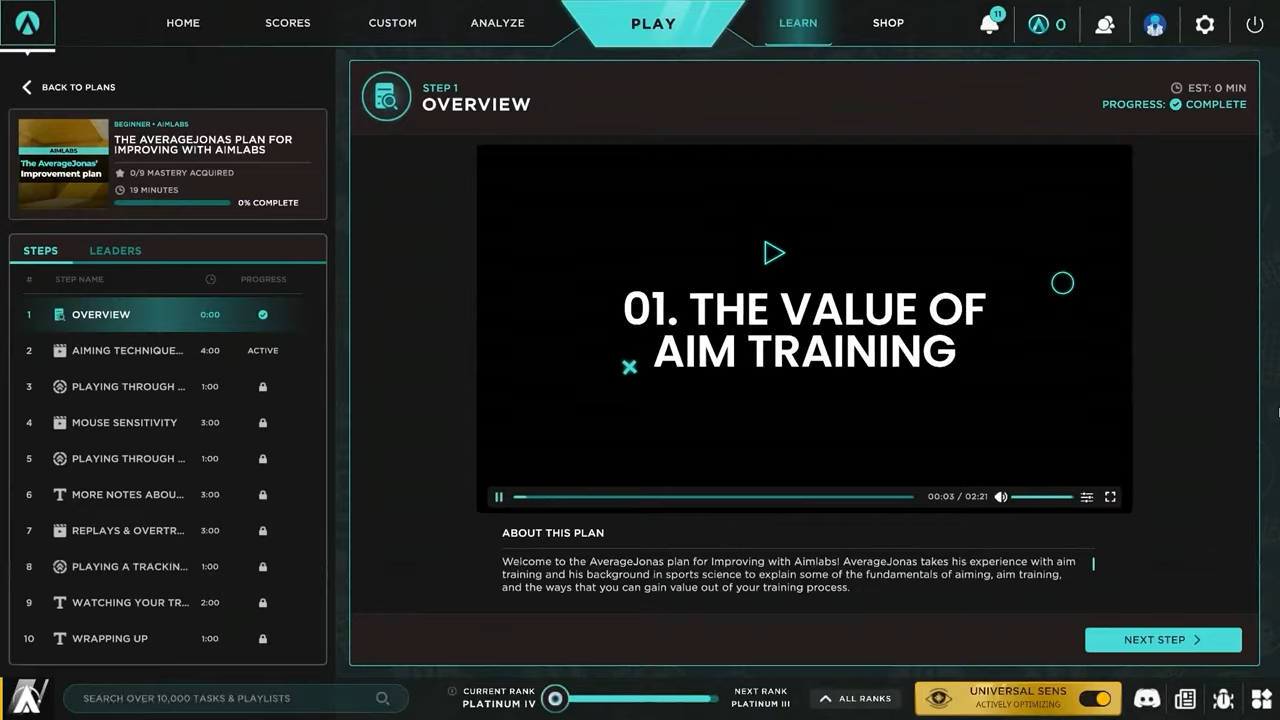 HOME
SCORES
CUSTOM
ANALYZE
PLAY
LEARN
SHOP
11
0
BACK TO PLANS
BEGINNER • AIMLABS
THE AVERAGEJONAS PLAN FOR
IMPROVING WITH AIMLABS
0/9 MASTERY ACQUIRED
19 MINUTES
0% COMPLETE
AIMLABS
The AverageJonas'
Improvement plan
STEPS
LEADERS
# STEP NAME PROGRESS
1 OVERVIEW 0:00
2 AIMING TECHNIQUE... 4:00 ACTIVE
3 PLAYING THROUGH ... 1:00
4 MOUSE SENSITIVITY 3:00
5 PLAYING THROUGH ... 1:00
6 MORE NOTES ABOU... 3:00
7 REPLAYS & OVERTR... 3:00
8 PLAYING A TRACKIN... 1:00
9 WATCHING YOUR TR... 2:00
10 WRAPPING UP 1:00
STEP 1
OVERVIEW
EST: 0 MIN
PROGRESS: COMPLETE
01. THE VALUE OF
AIM TRAINING
00:03 / 02:21
ABOUT THIS PLAN
Welcome to the AverageJonas plan for Improving with Aimlabs! AverageJonas takes his experience with aim
training and his background in sports science to explain some of the fundamentals of aiming, aim training,
and the ways that you can gain value out of your training process.
NEXT STEP
SEARCH OVER 10,000 TASKS & PLAYLISTS
CURRENT RANK
PLATINUM IV
NEXT RANK
PLATINUM III
ALL RANKS
UNIVERSAL SENS
ACTIVELY OPTIMIZING